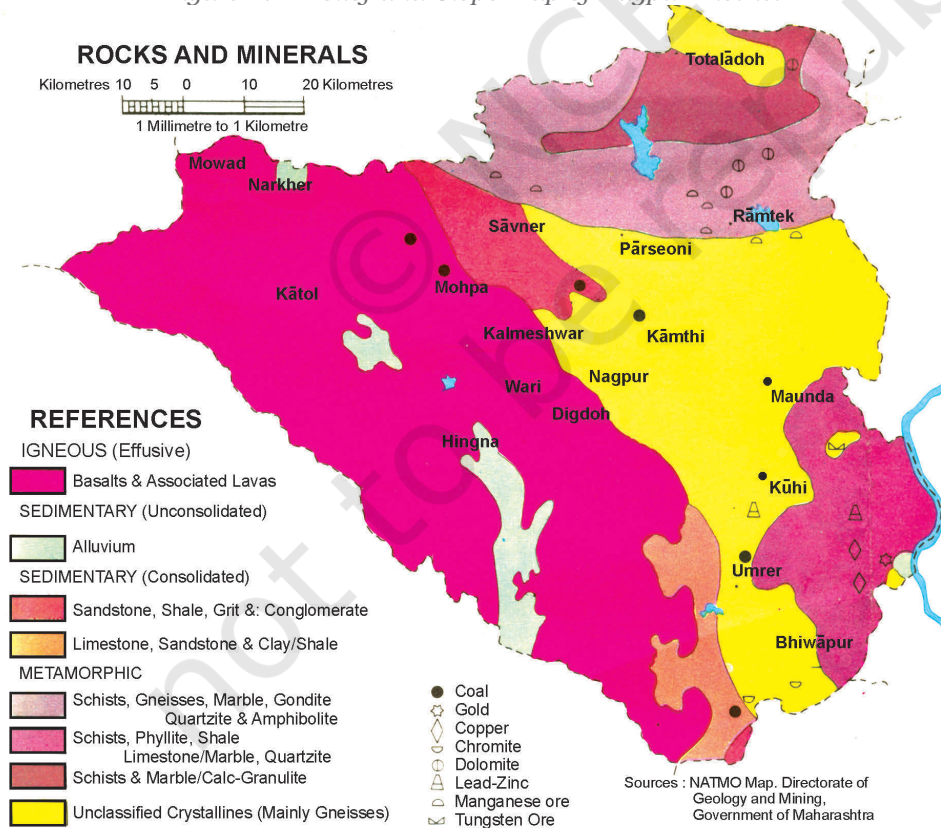 ROCKS AND MINERALS
Kilometres 10 5 0 10 20 Kilometres
1 Millimetre to 1 Kilometre
Totalādoh
Mowad
Narkher
Rāmtek
Sāvner
Pārseoni
Kātol
Mohpa
Kalmeshwar
Kāmthi
Wari
Nagpur
Maunda
Digdoh
Hingna
Kūhi
Umrer
Bhiwāpur
REFERENCES
IGNEOUS (Effusive)
Basalts & Associated Lavas
SEDIMENTARY (Unconsolidated)
Alluvium
SEDIMENTARY (Consolidated)
Sandstone, Shale, Grit &: Conglomerate
Limestone, Sandstone & Clay/Shale
METAMORPHIC
Schists, Gneisses, Marble, Gondite
Quartzite & Amphibolite
Schists, Phyllite, Shale
Limestone/Marble, Quartzite
Schists & Marble/Calc-Granulite
Unclassified Crystallines (Mainly Gneisses)
Coal
Gold
Copper
Chromite
Dolomite
Lead-Zinc
Manganese ore
Tungsten Ore
Sources : NATMO Map. Directorate of
Geology and Mining,
Government of Maharashtra
not to be republ
© NCE